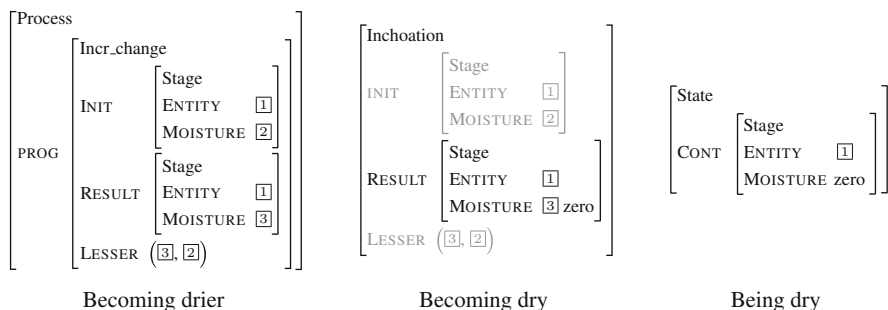 Process
PROG
Incr_change
INIT
Stage
ENTITY 1
MOISTURE 2
RESULT
Stage
ENTITY 1
MOISTURE 3
LESSER (3, 2)
Becoming drier
Inchoation
INIT
Stage
ENTITY 1
MOISTURE 2
RESULT
Stage
ENTITY 1
MOISTURE 3 zero
LESSER (3, 2)
Becoming dry
State
CONT
Stage
ENTITY 1
MOISTURE zero
Being dry